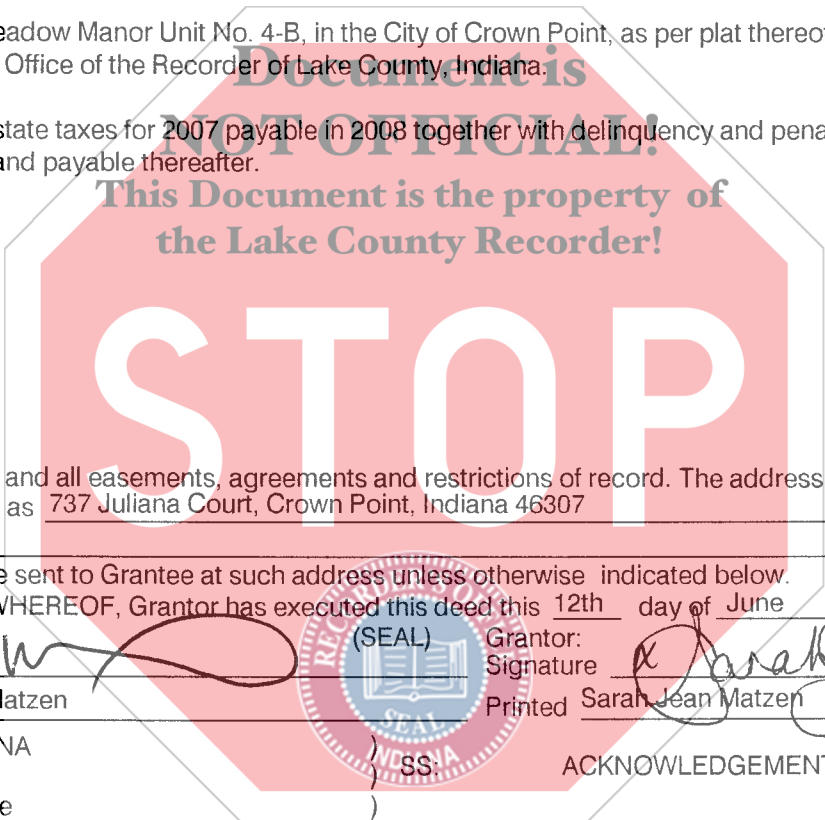 eadow Manor Unit No. 4-B, in the City of Crown Point, as per plat thereo
Document is
Office of the Recorder of Lake County, Indiana.
NOT OFFICIAL!
state taxes for 2007 payable in 2008 together with delinquency and pena
and payable thereafter.
This Document is the property of
the Lake County Recorder!
STOP
and all easements, agreements and restrictions of record. The address
as 737 Juliana Court, Crown Point, Indiana 46307
e sent to Grantee at such address unless otherwise indicated below.
WHEREOF, Grantor has executed this deed this 12th day of June
(SEAL) Grantor:
Signature x Sarah
latzen Printed Sarah Jean Matzen
SEAL
INDIANA
NA ) SS: ACKNOWLEDGEMENT
e )